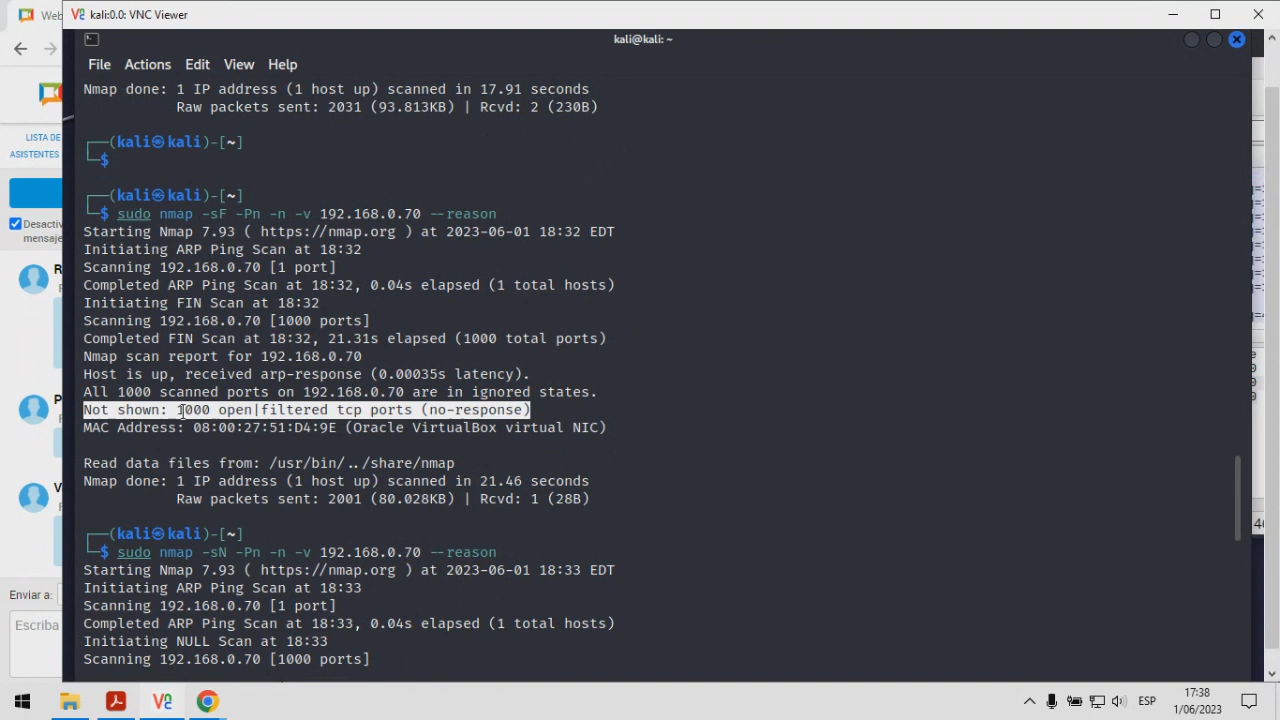 Web
kali:0.0: VNC Viewer
kali@kali: ~
File Actions Edit View Help
Nmap done: 1 IP address (1 host up) scanned in 17.91 seconds
Raw packets sent: 2031 (93.813KB) | Rcvd: 2 (230B)
┌──(kali㉿kali)-[~]
└─$
┌──(kali㉿kali)-[~]
└─$ sudo nmap -sF -Pn -n -v 192.168.0.70 --reason
Starting Nmap 7.93 ( https://nmap.org ) at 2023-06-01 18:32 EDT
Initiating ARP Ping Scan at 18:32
Scanning 192.168.0.70 [1 port]
Completed ARP Ping Scan at 18:32, 0.04s elapsed (1 total hosts)
Initiating FIN Scan at 18:32
Scanning 192.168.0.70 [1000 ports]
Completed FIN Scan at 18:32, 21.31s elapsed (1000 total ports)
Nmap scan report for 192.168.0.70
Host is up, received arp-response (0.00035s latency).
All 1000 scanned ports on 192.168.0.70 are in ignored states.
Not shown: 1000 open|filtered tcp ports (no-response)
MAC Address: 08:00:27:51:D4:9E (Oracle VirtualBox virtual NIC)
Read data files from: /usr/bin/../share/nmap
Nmap done: 1 IP address (1 host up) scanned in 21.46 seconds
Raw packets sent: 2001 (80.028KB) | Rcvd: 1 (28B)
┌──(kali㉿kali)-[~]
└─$ sudo nmap -sN -Pn -n -v 192.168.0.70 --reason
Starting Nmap 7.93 ( https://nmap.org ) at 2023-06-01 18:33 EDT
Initiating ARP Ping Scan at 18:33
Scanning 192.168.0.70 [1 port]
Completed ARP Ping Scan at 18:33, 0.04s elapsed (1 total hosts)
Initiating NULL Scan at 18:33
Scanning 192.168.0.70 [1000 ports]
LISTA DE
ASISTENTES
Desactiv
mensaje
Enviar a:
Escriba
ESP
17:38
1/06/2023